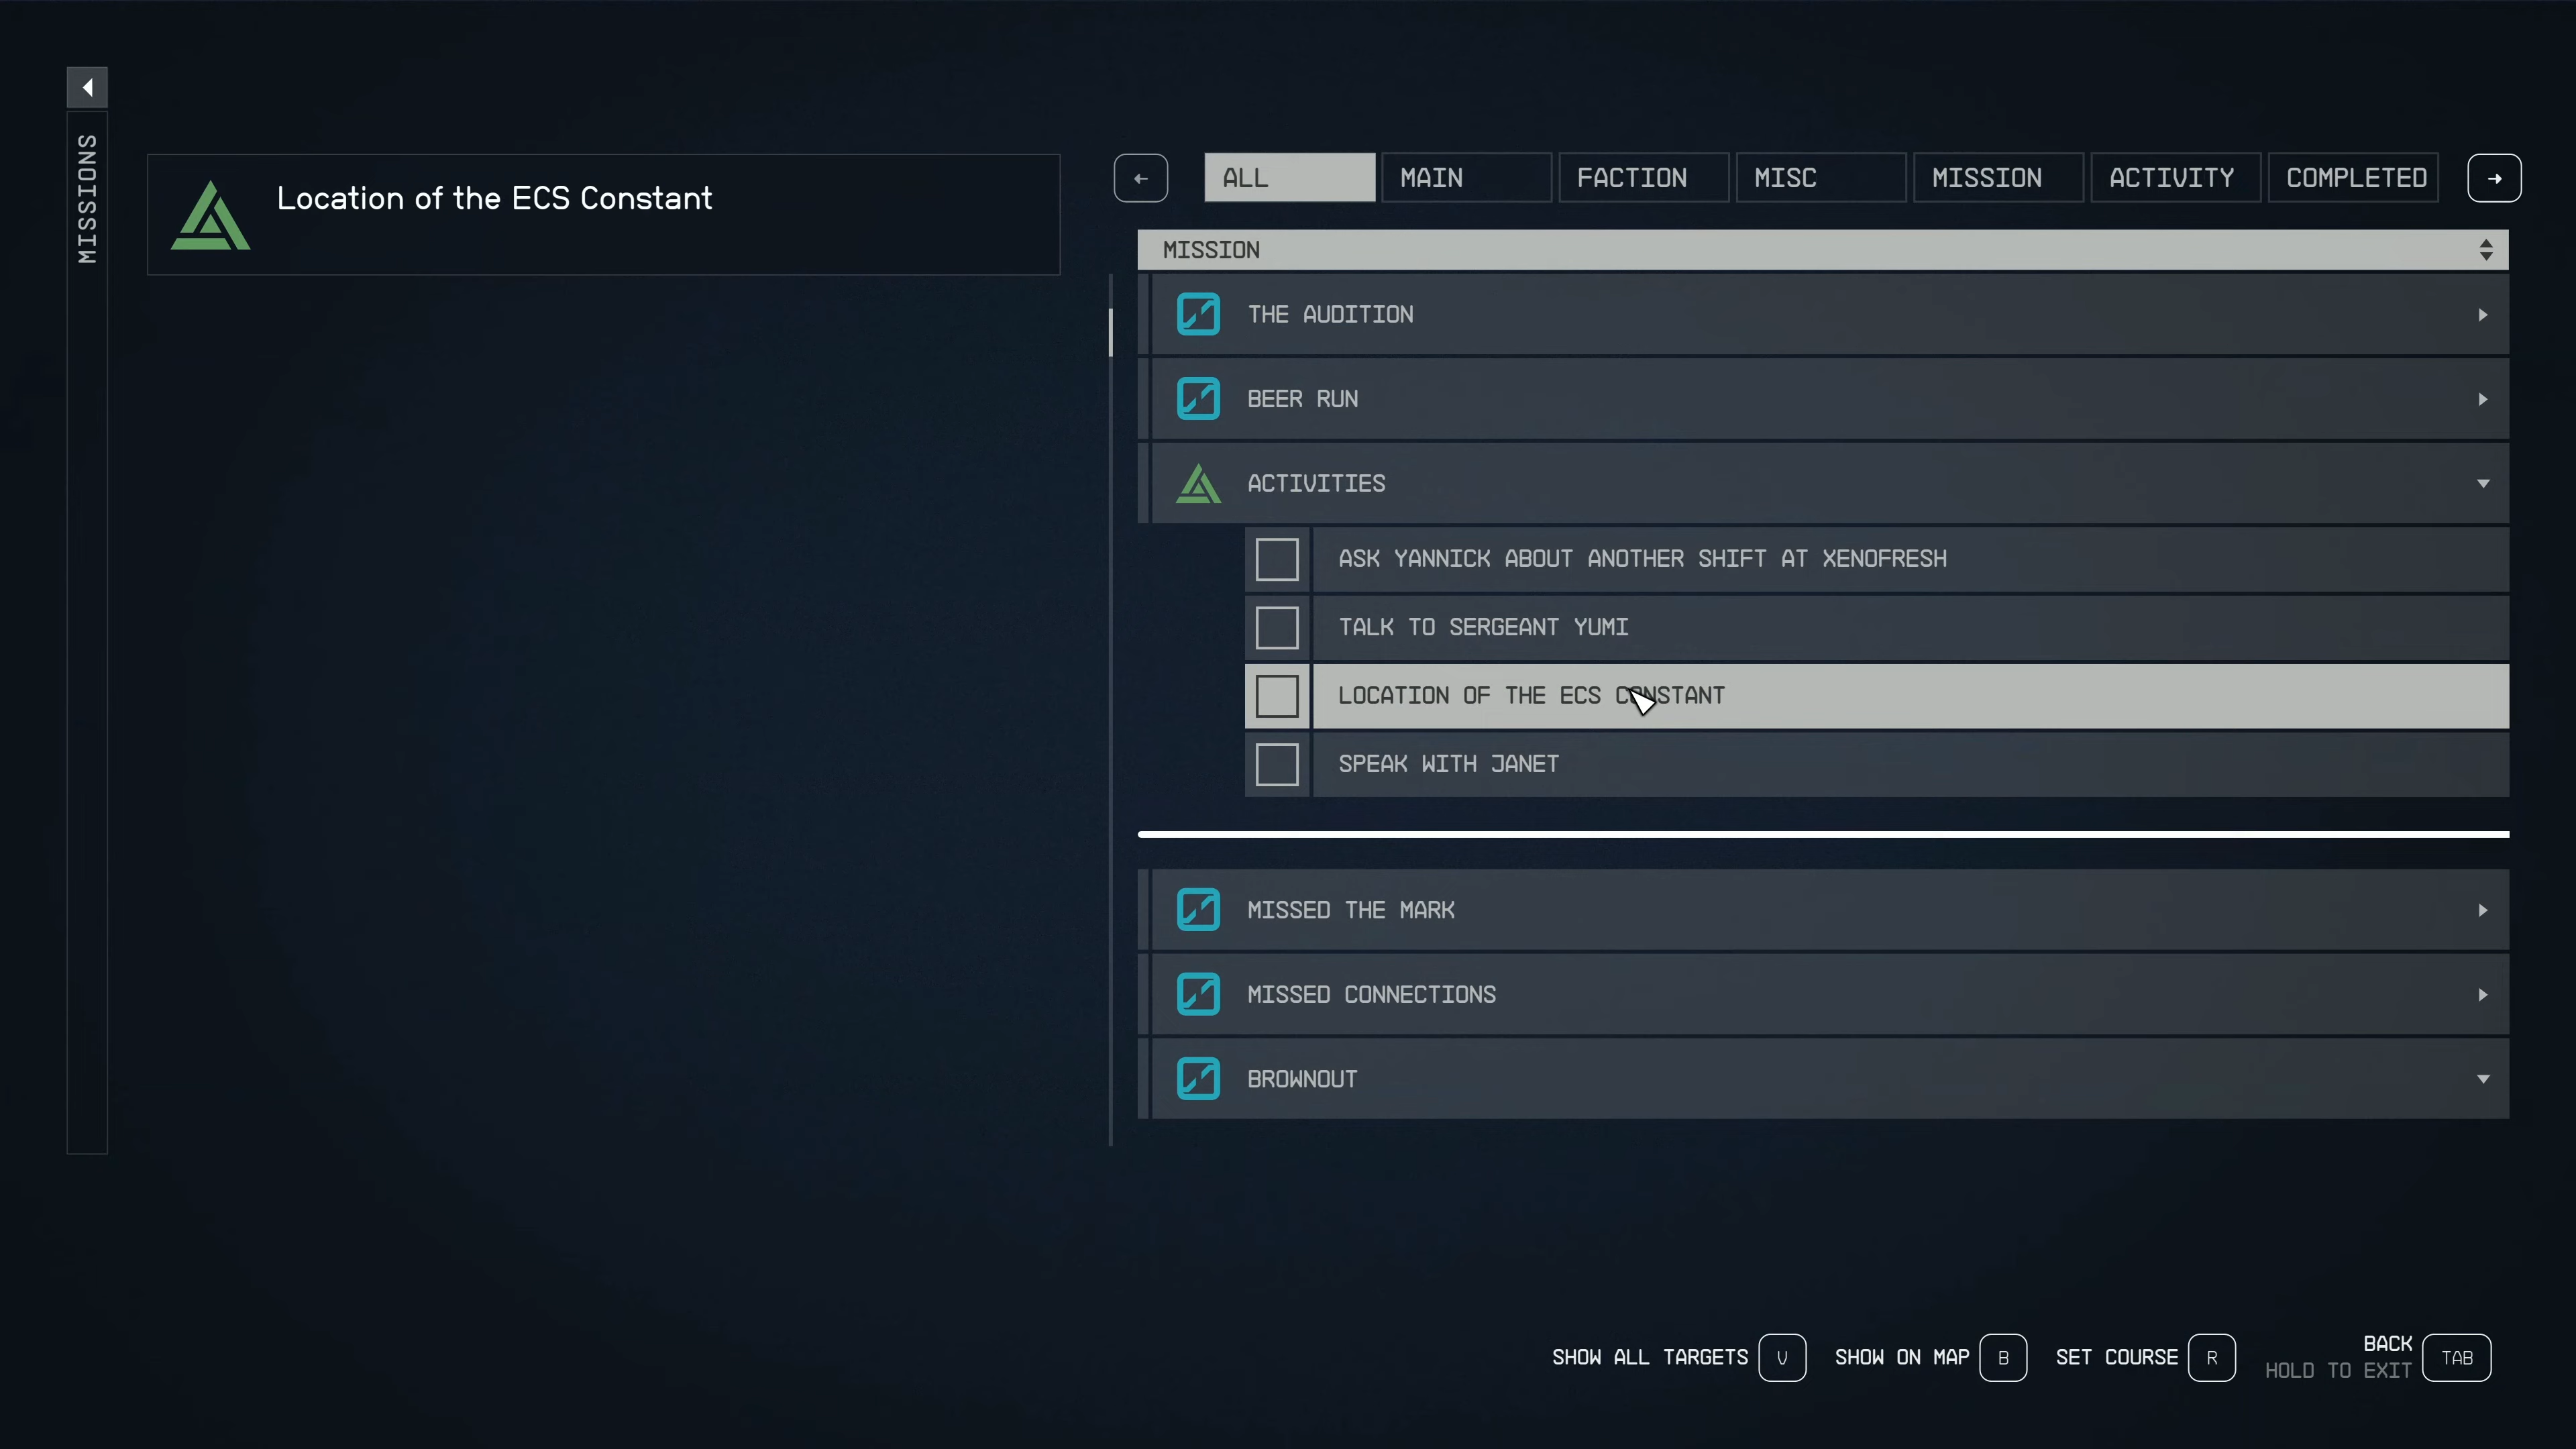 MISSIONS
Location of the ECS Constant
ALL
MAIN
FACTION
MISC
MISSION
ACTIVITY
COMPLETED
MISSION
THE AUDITION
BEER RUN
ACTIVITIES
ASK YANNICK ABOUT ANOTHER SHIFT AT XENOFRESH
TALK TO SERGEANT YUMI
LOCATION OF THE ECS CONSTANT
SPEAK WITH JANET
MISSED THE MARK
MISSED CONNECTIONS
BROWNOUT
SHOW ALL TARGETS V
SHOW ON MAP B
SET COURSE R
BACK
HOLD TO EXIT
TAB